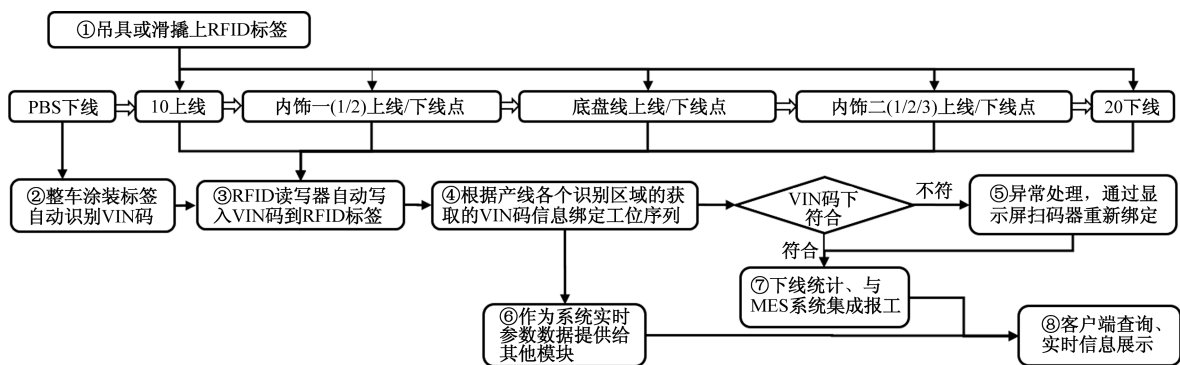 ①吊具或滑撬上RFID标签
PBS下线
10上线
内饰一(1/2)上线/下线点
底盘线上线/下线点
内饰二(1/2/3)上线/下线点
20下线
②整车涂装标签
自动识别VIN码
③RFID读写器自动写
入VIN码到RFID标签
④根据产线各个识别区域的获
取的VIN码信息绑定工位序列
VIN码下
符合
不符
⑤异常处理，通过显
示屏扫码器重新绑定
符合
⑦下线统计、与
MES系统集成报工
⑥作为系统实时
参数数据提供给
其他模块
⑧客户端查询、
实时信息展示